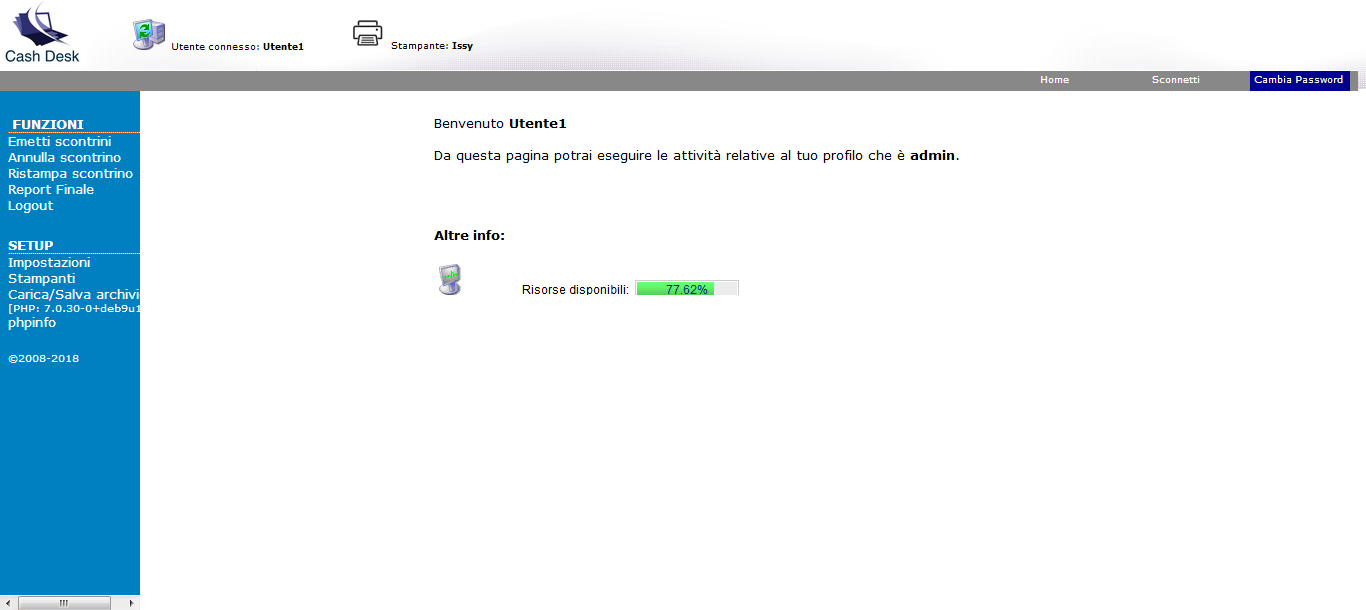 Cash Desk
Utente connesso: Utente1
Stampante: Issy
Home
Sconnetti
Cambia Password
FUNZIONI
Emetti scontrini
Annulla scontrino
Ristampa scontrino
Report Finale
Logout
SETUP
Impostazioni
Stampanti
Carica/Salva archivi
[PHP: 7.0.30-0+deb9u1
phpinfo
©2008-2018
Benvenuto Utente1
Da questa pagina potrai eseguire le attività relative al tuo profilo che è admin.
Altre info:
Risorse disponibili: 77.62%